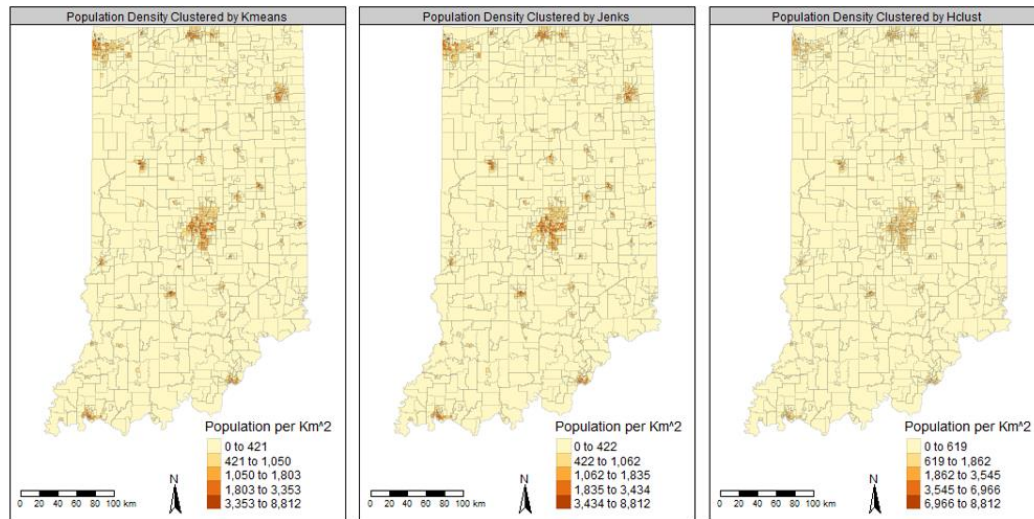 Population Density Clustered by Kmeans
Population per Km^2
0 to 421
421 to 1,050
1,050 to 1,803
1,803 to 3,353
3,353 to 8,812
N
0 20 40 60 80 100 km
Population Density Clustered by Jenks
Population per Km^2
0 to 422
422 to 1,062
1,062 to 1,835
1,835 to 3,434
3,434 to 8,812
N
0 20 40 60 80 100 km
Population Density Clustered by Hclust
Population per Km^2
0 to 619
619 to 1,862
1,862 to 3,545
3,545 to 6,966
6,966 to 8,812
N
0 20 40 60 80 100 km